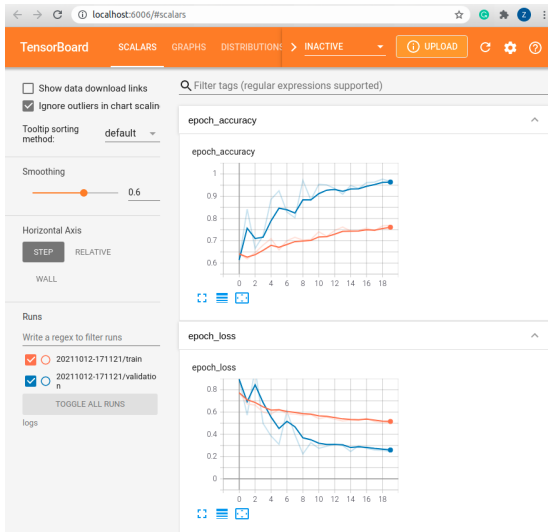 localhost:6006/#scalars
Z
TensorBoard
SCALARS
GRAPHS
DISTRIBUTIONS
INACTIVE
UPLOAD
Show data download links
Ignore outliers in chart scalin
Tooltip sorting
method:
default
Smoothing
0.6
Horizontal Axis
STEP
RELATIVE
WALL
Runs
Write a regex to filter runs
20211012-171121/train
20211012-171121/validatio
n
TOGGLE ALL RUNS
logs
Filter tags (regular expressions supported)
epoch_accuracy
epoch_accuracy
1
0.9
0.8
0.7
0.6
0 2 4 6 8 10 12 14 16 18
epoch_loss
epoch_loss
0.8
0.6
0.4
0.2
0
0 2 4 6 8 10 12 14 16 18